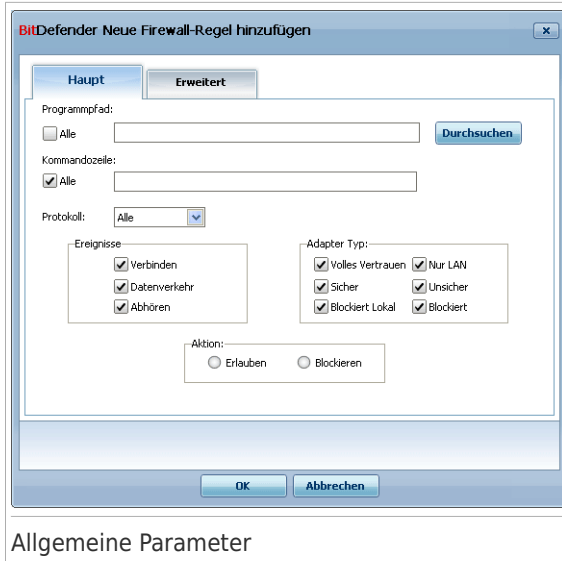 BitDefender Neue Firewall-Regel hinzufügen
Haupt Erweitert
Programmpfad:
Alle Durchsuchen
Kommandozeile:
Alle
Protokoll: Alle
Ereignisse Adapter Typ:
Verbinden Volles Vertrauen Nur LAN
Datenverkehr Sicher Unsicher
Abhören Blockiert Lokal Blockiert
Aktion:
Erlauben Blockieren
OK Abbrechen
Allgemeine Parameter